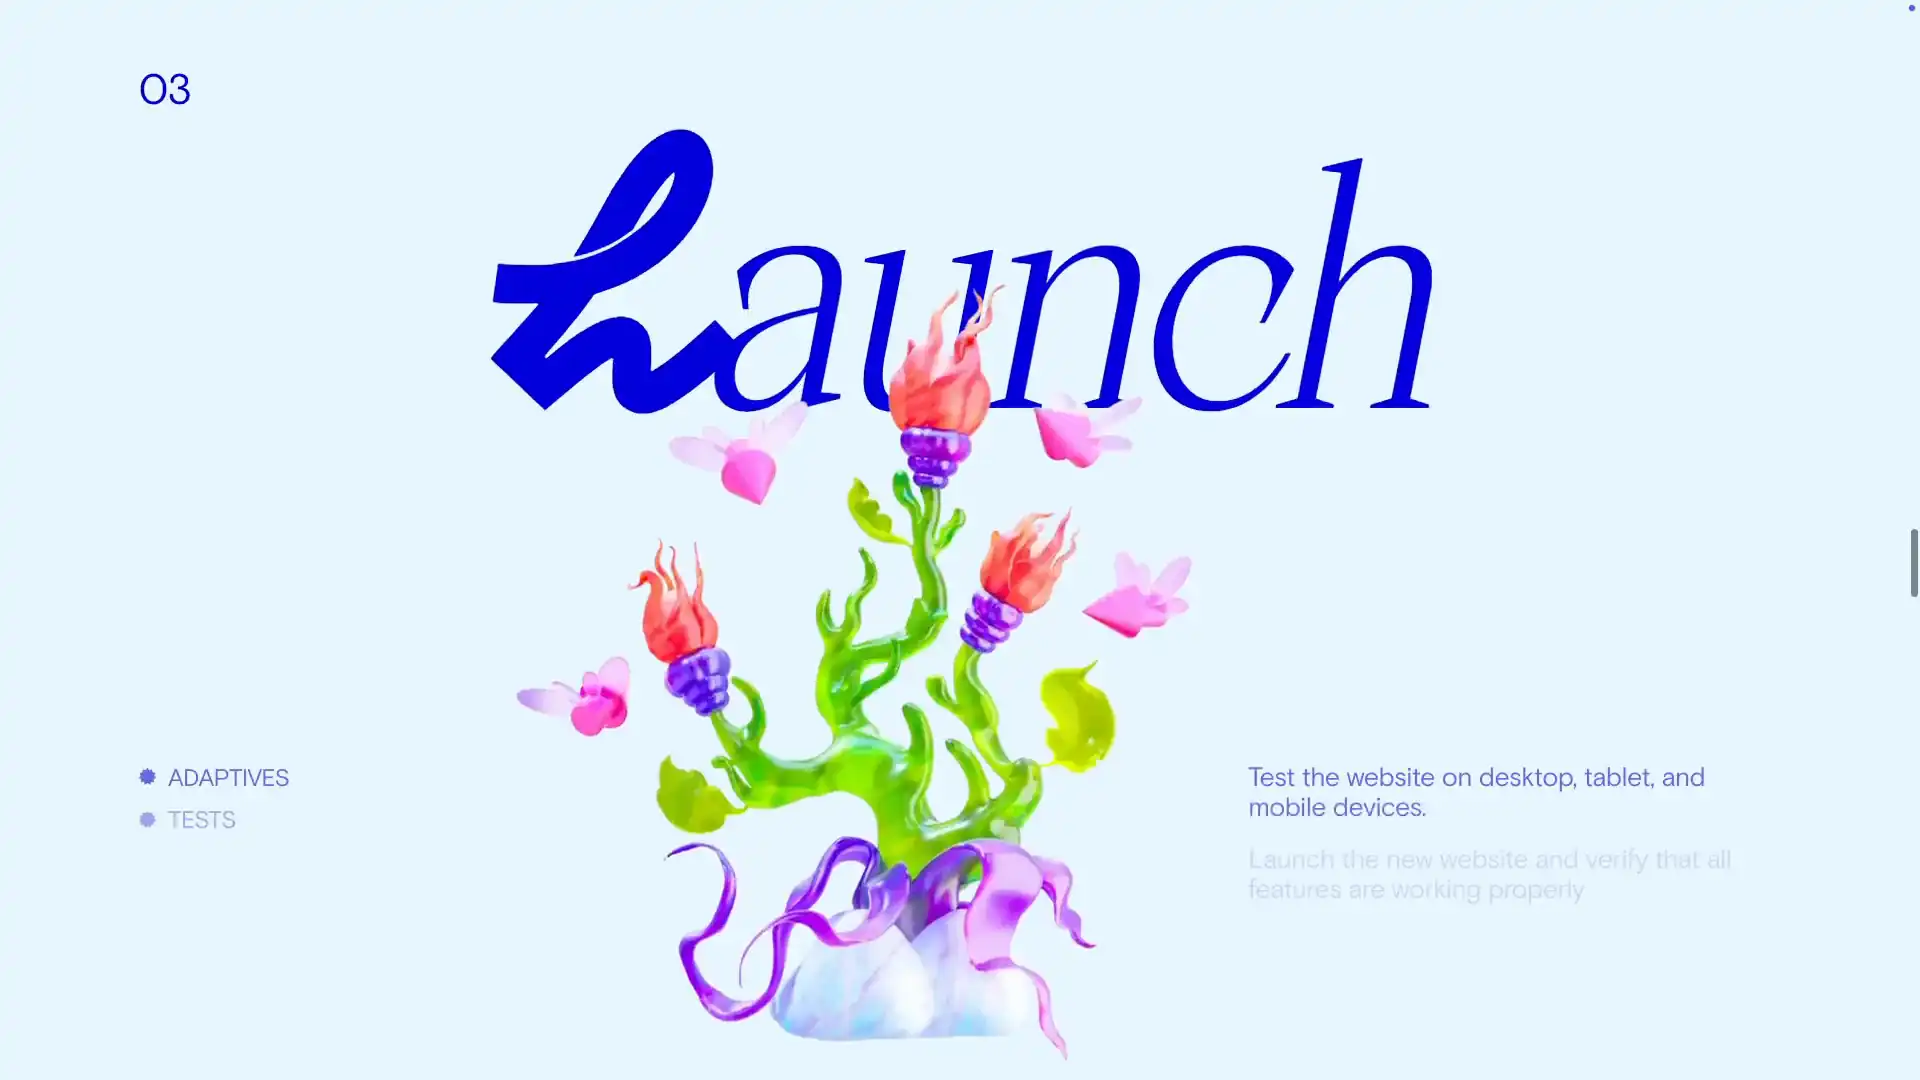 03
Launch
ADAPTIVES
TESTS
Test the website on desktop, tablet, and
mobile devices.
Launch the new website and verify that all
features are working properly